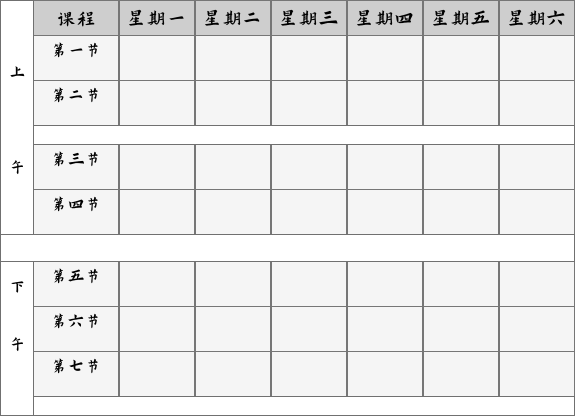 课程 星期一 星期二 星期三 星期四 星期五 星期六
第一节
上
第二节
第三节
午
第四节
第五节
下
第六节
午
第七节